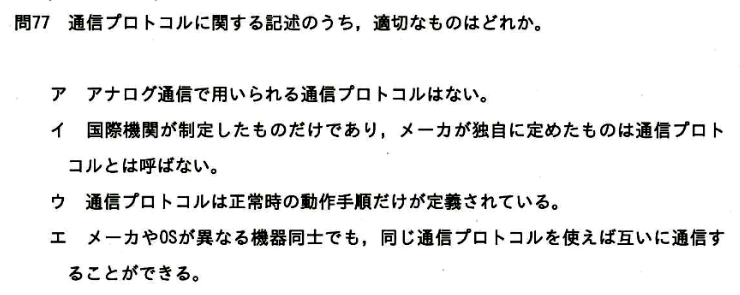 問77　通信プロトコルに関する記述のうち，適切なものはどれか。
ア　アナログ通信で用いられる通信プロトコルはない。
イ　国際機関が制定したものだけであり，メーカが独自に定めたものは通信プロト
コルとは呼ばない。
ウ　通信プロトコルは正常時の動作手順だけが定義されている。
エ　メーカやOSが異なる機器同士でも，同じ通信プロトコルを使えば互いに通信す
ることができる。